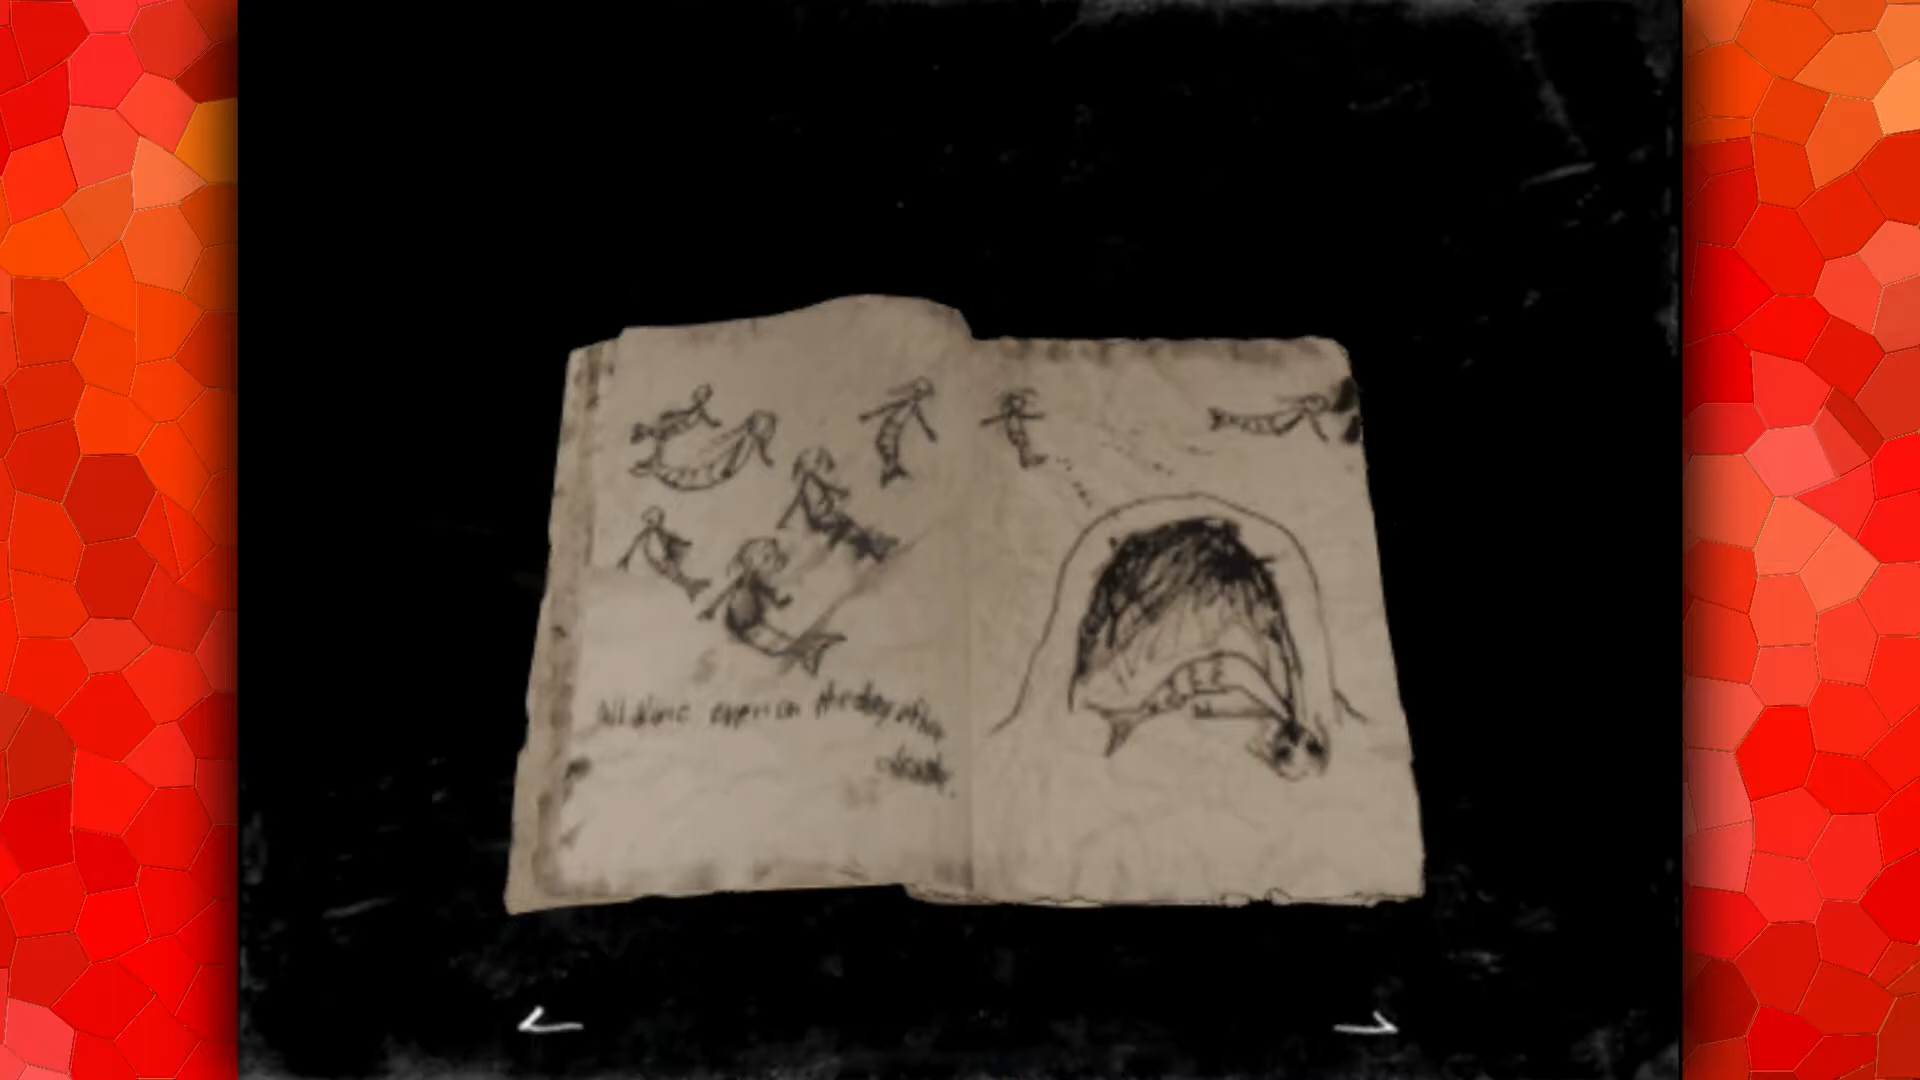 All alone even on the day of her
death.